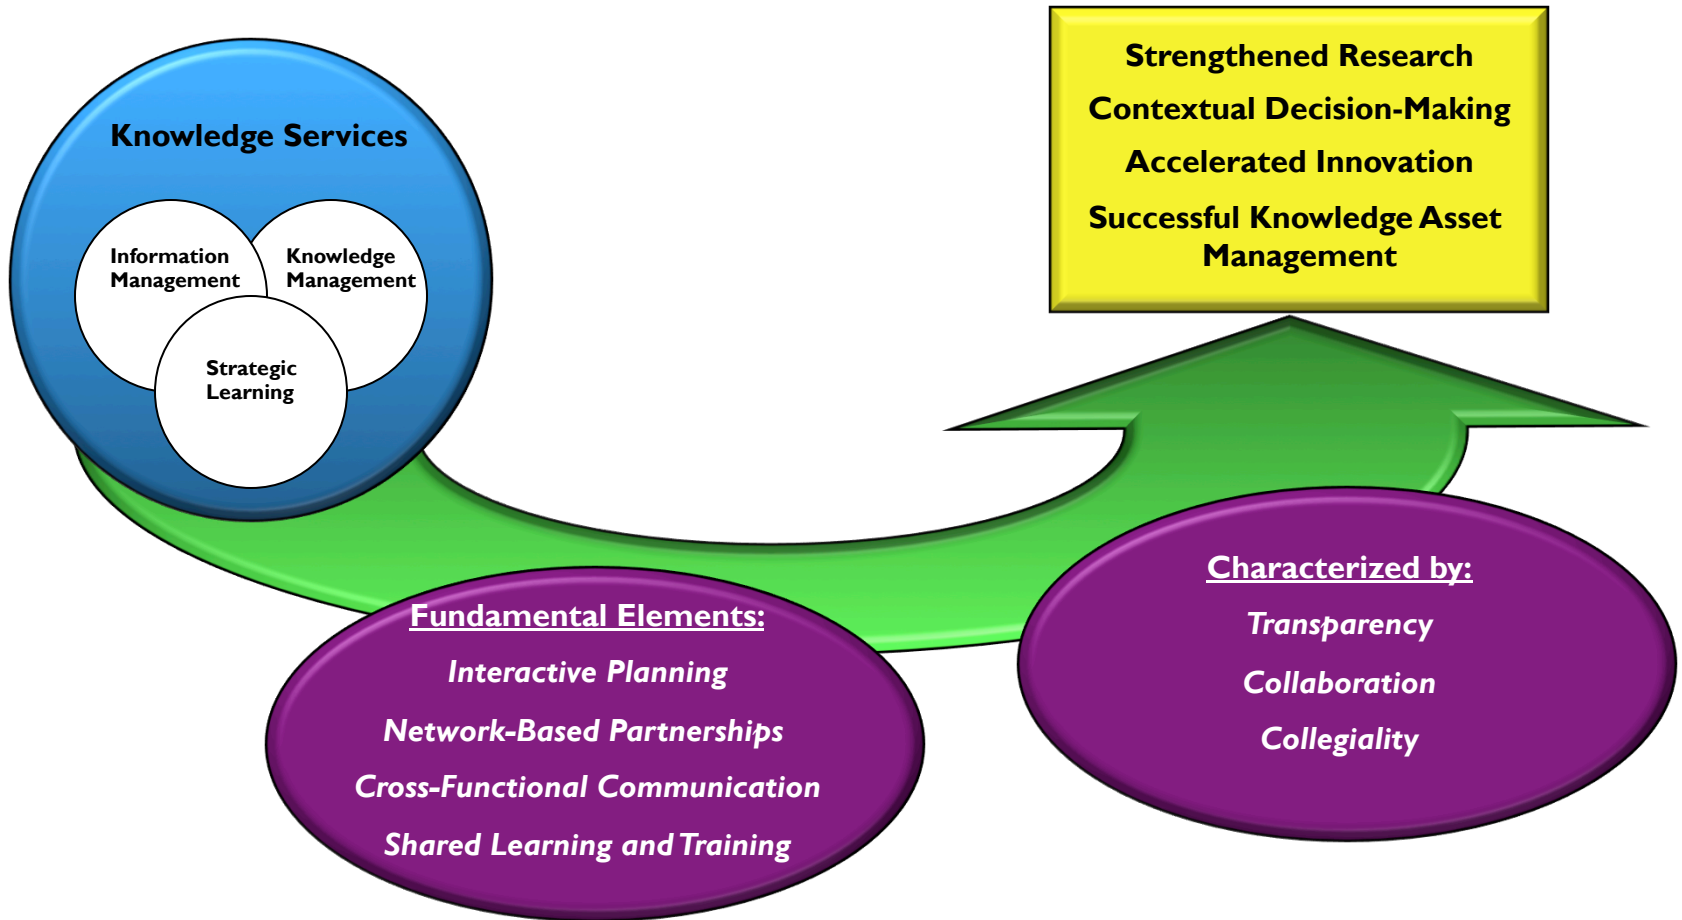 Knowledge Services
Information
Management
Knowledge
Management
Strategic
Learning
Strengthened Research
Contextual Decision-Making
Accelerated Innovation
Successful Knowledge Asset
Management
Fundamental Elements:
Interactive Planning
Network-Based Partnerships
Cross-Functional Communication
Shared Learning and Training
Characterized by:
Transparency
Collaboration
Collegiality